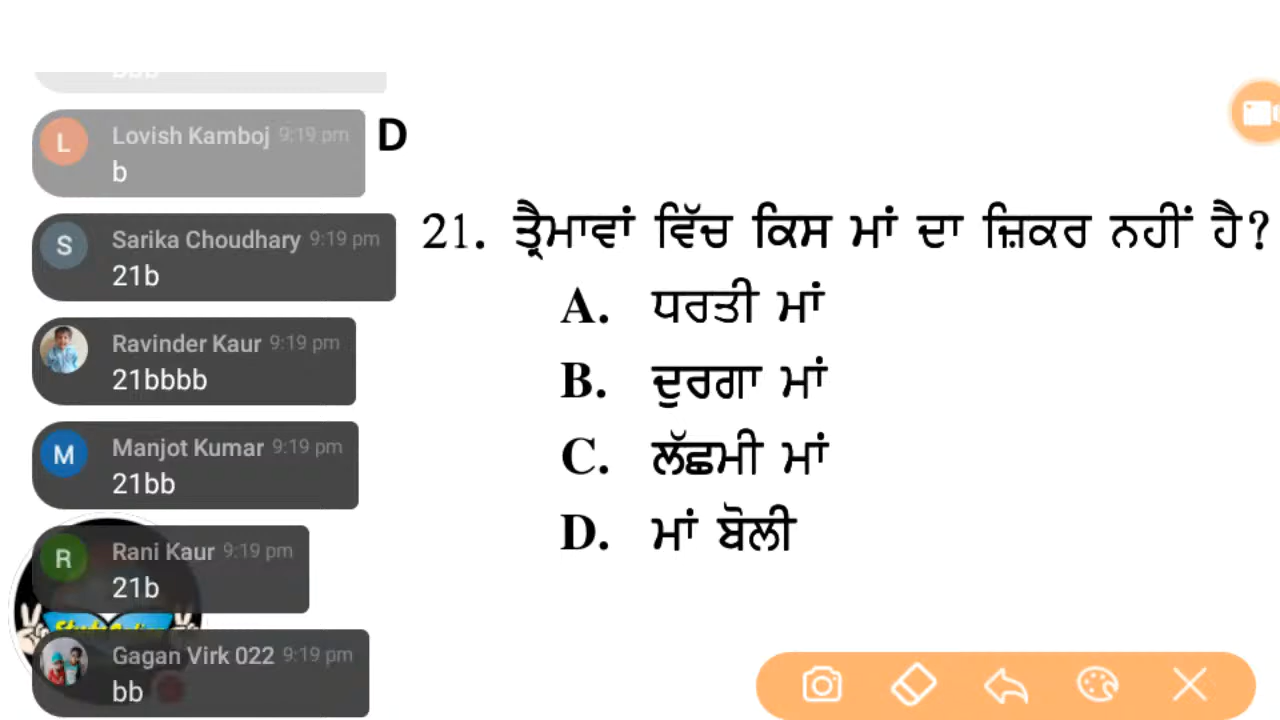 Lovish Kamboj 9:19 pm
b
D
Sarika Choudhary 9:19 pm
21b
Ravinder Kaur 9:19 pm
21bbbb
Manjot Kumar 9:19 pm
21bb
Rani Kaur 9:19 pm
21b
Gagan Virk 022 9:19 pm
bb
21. ਤ੍ਰੈਮਾਵਾਂ ਵਿੱਚ ਕਿਸ ਮਾਂ ਦਾ ਜ਼ਿਕਰ ਨਹੀਂ ਹੈ?
A. ਧਰਤੀ ਮਾਂ
B. ਦੁਰਗਾ ਮਾਂ
C. ਲੱਛਮੀ ਮਾਂ
D. ਮਾਂ ਬੋਲੀ
L
S
M
R